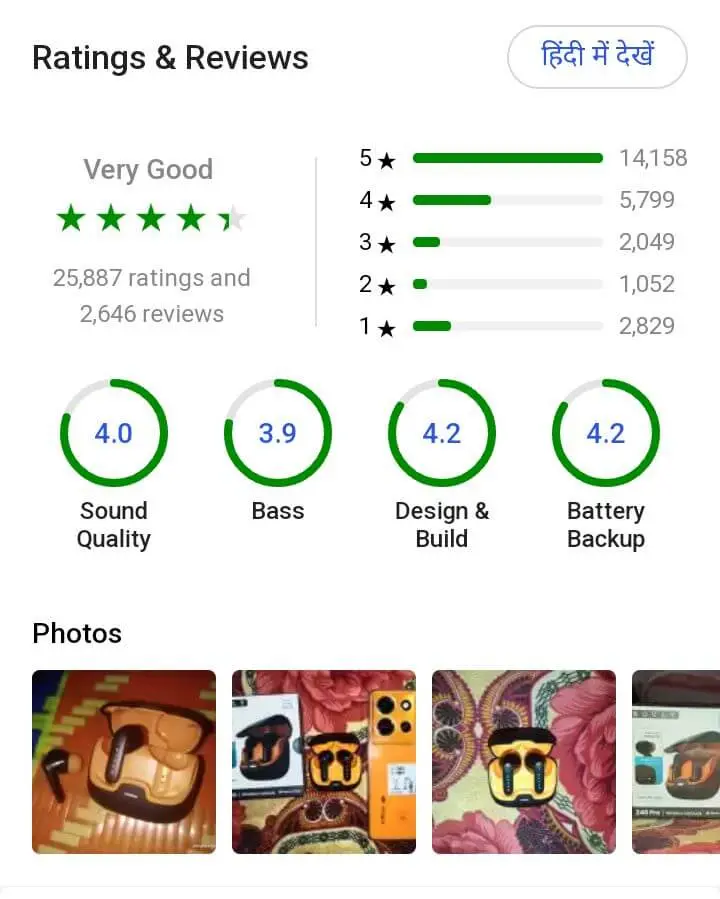 Ratings & Reviews
हिंदी में देखें
Very Good
25,887 ratings and
2,646 reviews
5★ 14,158
4★ 5,799
3★ 2,049
2★ 1,052
1★ 2,829
4.0
Sound
Quality
3.9
Bass
4.2
Design &
Build
4.2
Battery
Backup
Photos